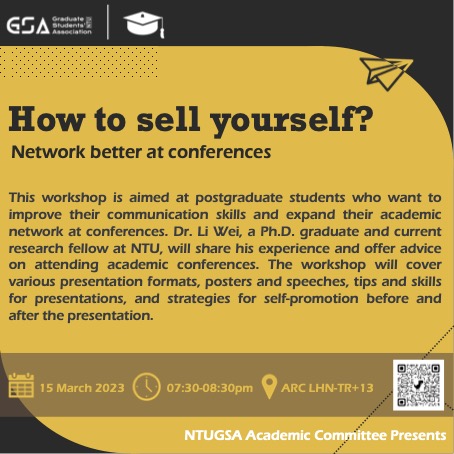 GSA Graduate Students' Association NTU
How to sell yourself?
Network better at conferences
This workshop is aimed at postgraduate students who want to
improve their communication skills and expand their academic
network at conferences. Dr. Li Wei, a Ph.D. graduate and current
research fellow at NTU, will share his experience and offer advice
on attending academic conferences. The workshop will cover
various presentation formats, posters and speeches, tips and skills
for presentations, and strategies for self-promotion before and
after the presentation.
15 March 2023 07:30-08:30pm ARC LHN-TR+13
NTUGSA Academic Committee Presents